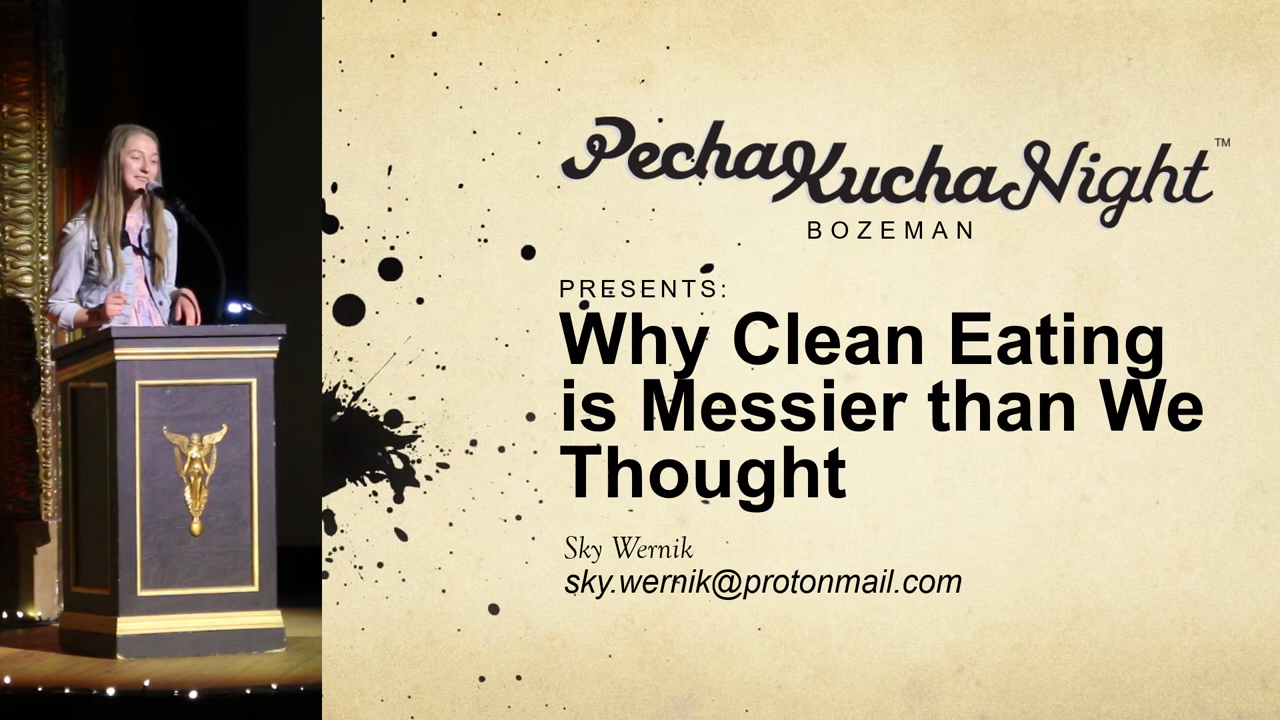 PechaKuchaNight™
BOZEMAN
PRESENTS:
Why Clean Eating
is Messier than We
Thought
Sky Wernik
sky.wernik@protonmail.com